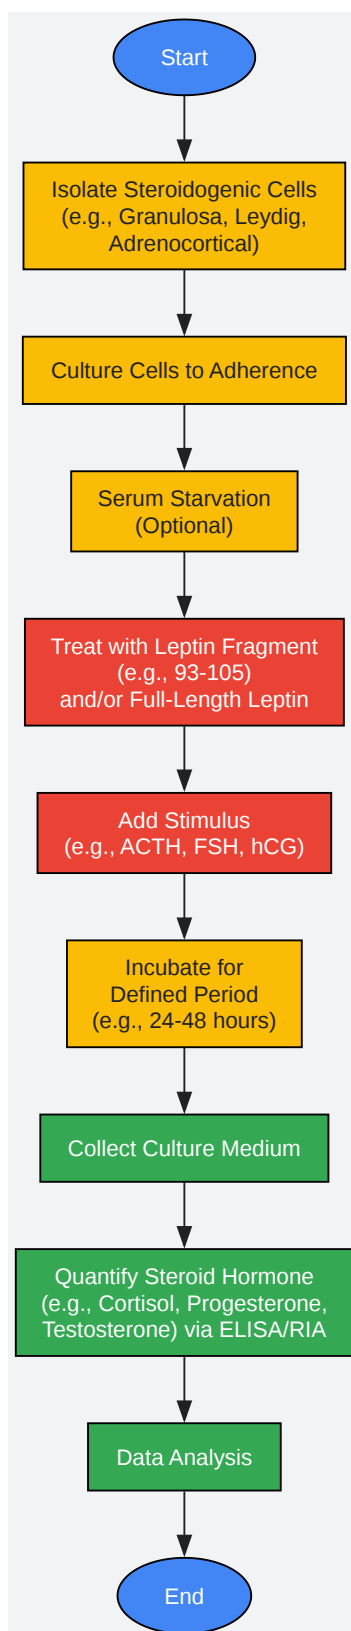 Start
Isolate Steroidogenic Cells
(e.g., Granulosa, Leydig,
Adrenocortical)
Culture Cells to Adherence
Serum Starvation
(Optional)
Treat with Leptin Fragment
(e.g., 93-105)
and/or Full-Length Leptin
Add Stimulus
(e.g., ACTH, FSH, hCG)
Incubate for
Defined Period
(e.g., 24-48 hours)
Collect Culture Medium
Quantify Steroid Hormone
(e.g., Cortisol, Progesterone,
Testosterone) via ELISA/RIA
Data Analysis
End